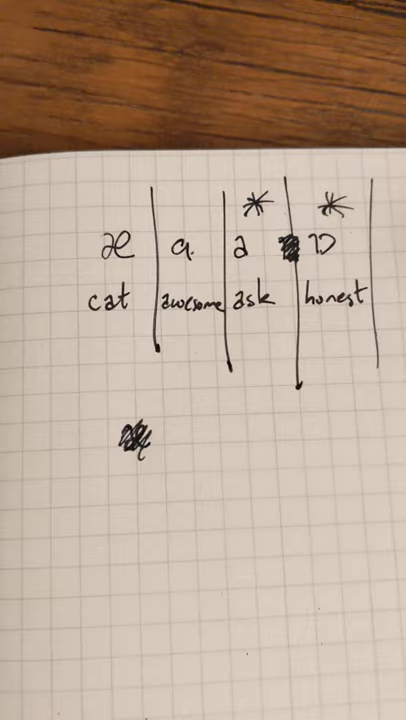 * *
æ ɑ a ɒ
cat awesome ask honest